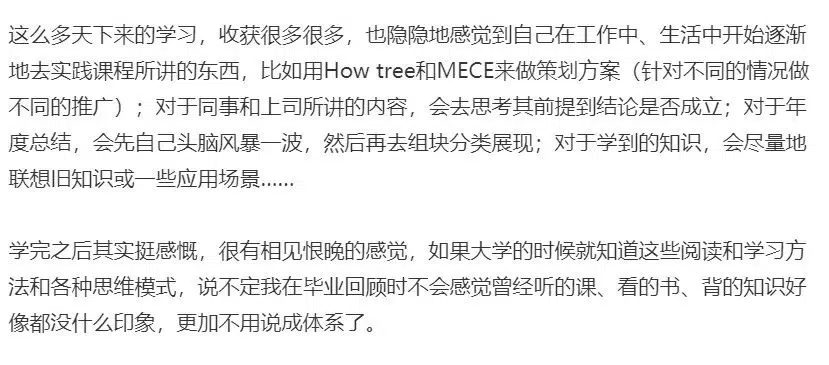 这么多天下来的学习，收获很多很多，也隐隐地感觉到自己在工作中、生活中开始逐渐
地去实践课程所讲的东西，比如用How tree和MECE来做策划方案（针对不同的情况做
不同的推广）；对于同事和上司所讲的内容，会去思考其前提到结论是否成立；对于年
度总结，会先自己头脑风暴一波，然后再去组块分类展现；对于学到的知识，会尽量地
联想旧知识或一些应用场景……
学完之后其实挺感慨，很有相见恨晚的感觉，如果大学的时候就知道这些阅读和学习方
法和各种思维模式，说不定我在毕业回顾时不会感觉曾经听的课、看的书、背的知识好
像都没什么印象，更加不用说成体系了。